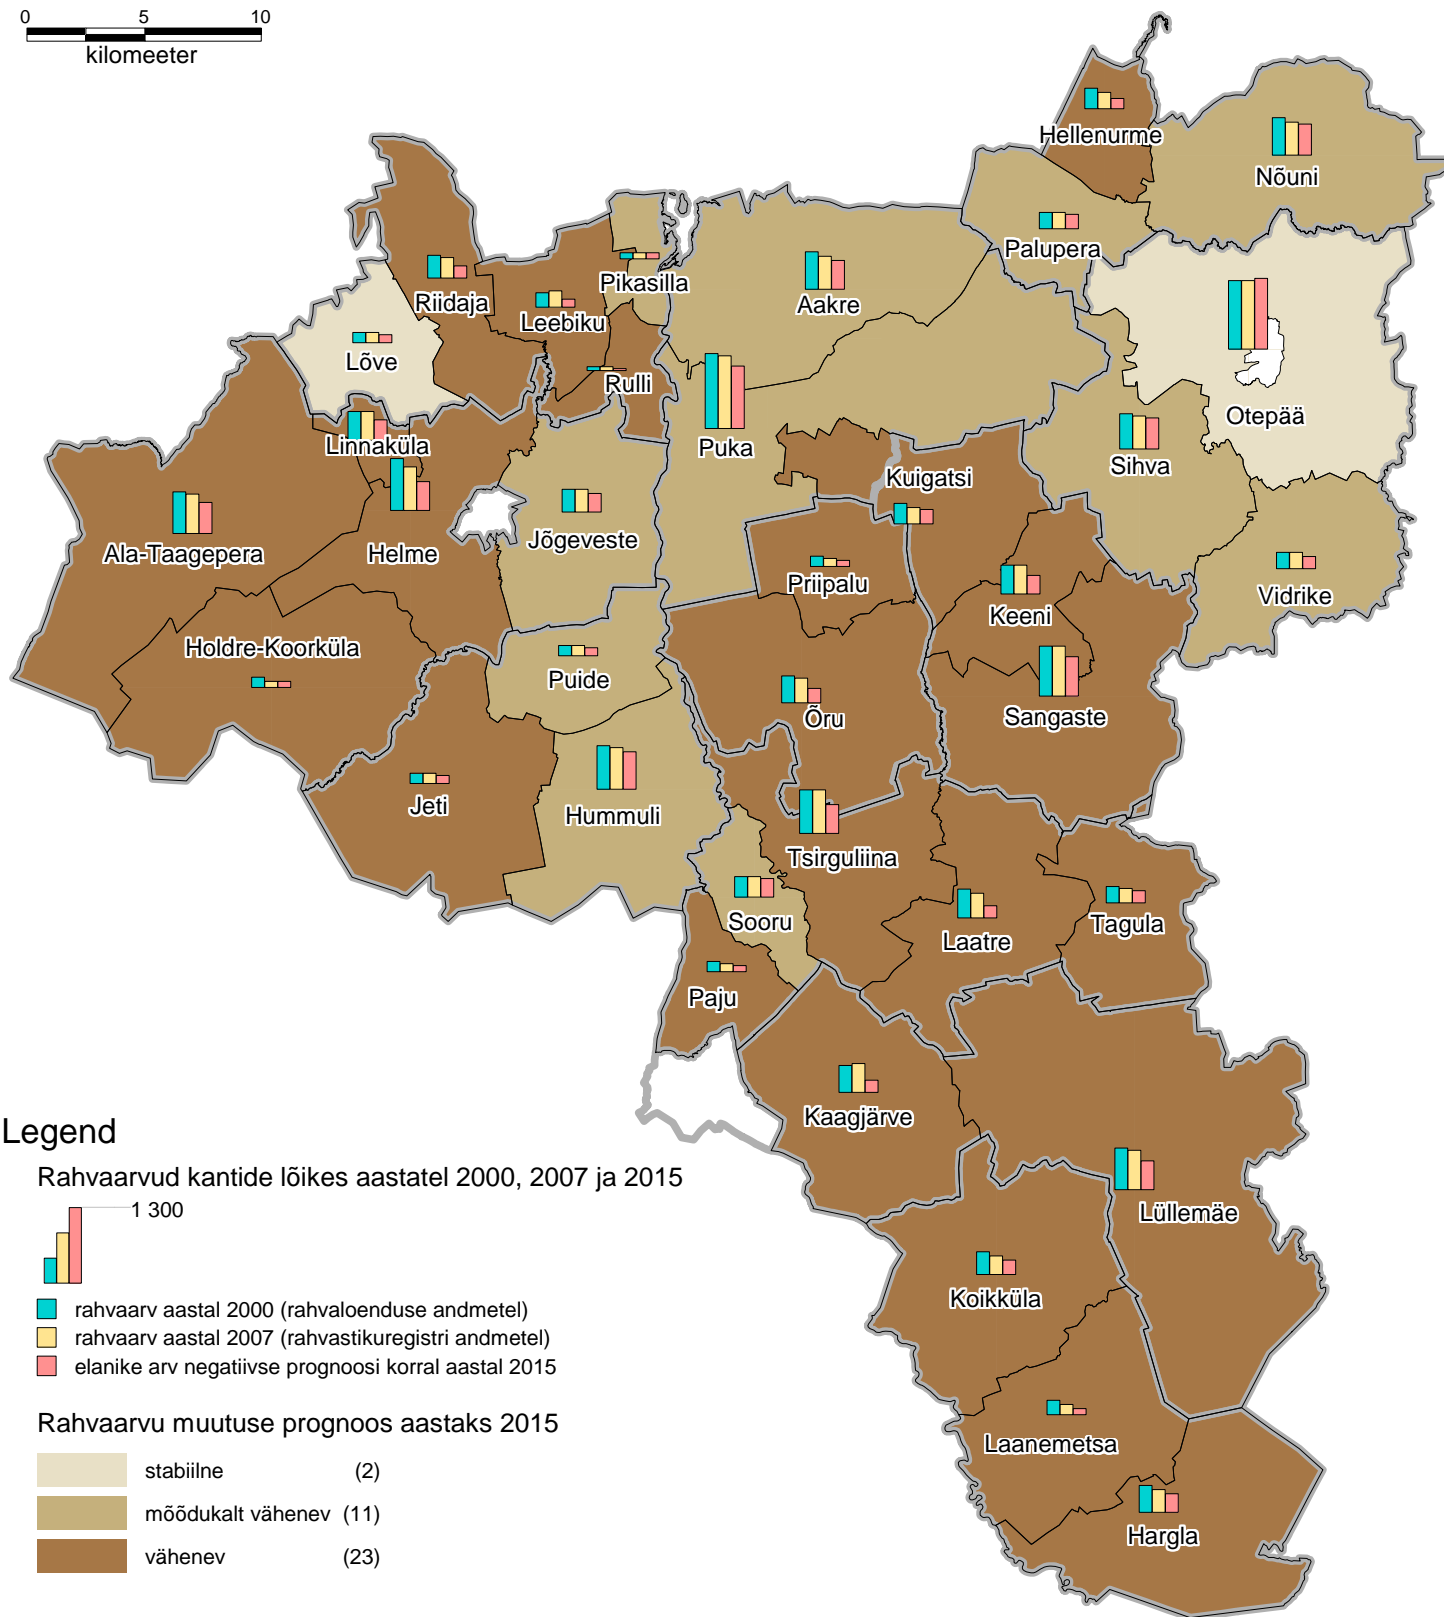 0 5 10
kilomeeter
Hellenurme
Nõuni
Palupera
Pikasilla
Riidaja
Aakre
Leebiku
Lõve
Rulli
Otepää
Linnaküla
Puka
Sihva
Kuigatsi
Jõgeveste
Ala-Taagepera
Helme
Priipalu
Keeni
Vidrike
Holdre-Koorküla
Puide
Õru
Sangaste
Jeti
Hummuli
Tsirguliina
Sooru
Laatre
Tagula
Paju
Kaagjärve
Lüllemäe
Koikküla
Laanemetsa
Hargla
Legend
Rahvaarvud kantide lõikes aastatel 2000, 2007 ja 2015
1 300
rahvaarv aastal 2000 (rahvaloenduse andmetel)
rahvaarv aastal 2007 (rahvastikuregistri andmetel)
elanike arv negatiivse prognoosi korral aastal 2015
Rahvaarvu muutuse prognoos aastaks 2015
stabiilne (2)
mõõdukalt vähenev (11)
vähenev (23)